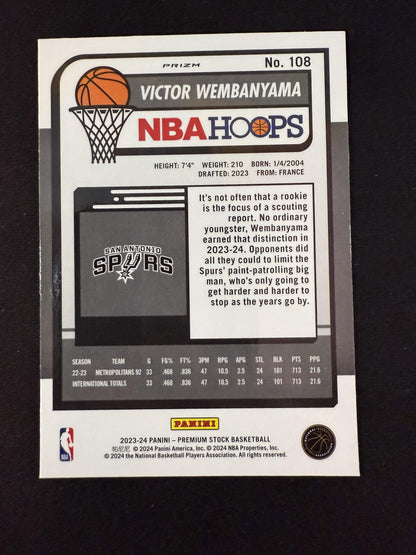 PRIZM
No. 108
VICTOR WEMBANYAMA
NBA HOOPS
HEIGHT: 7'4" WEIGHT: 210 BORN: 1/4/2004
DRAFTED: 2023 FROM: FRANCE
It's not often that a rookie
is the focus of a scouting
report. No ordinary
youngster, Wembanyama
earned that distinction in
2023-24. Opponents did
all they could to limit the
Spurs' paint-patrolling big
man, who's only going to
get harder and harder to
stop as the years go by.
SAN ANTONIO
SPURS
SEASON TEAM G FG% FT% 3PM RPG APG STL BLK PTS PPG
22-23 METROPOLITANS 92 33 .468 .836 47 10.5 2.5 24 101 713 21.6
INTERNATIONAL TOTALS 33 .468 .836 47 10.5 2.5 24 101 713 21.6
PANINI
2023-24 PANINI – PREMIUM STOCK BASKETBALL
帕尼尼 © 2024 Panini America, Inc. © 2024 NBA Properties, Inc.
© 2024 the National Basketball Players Association. All rights reserved.